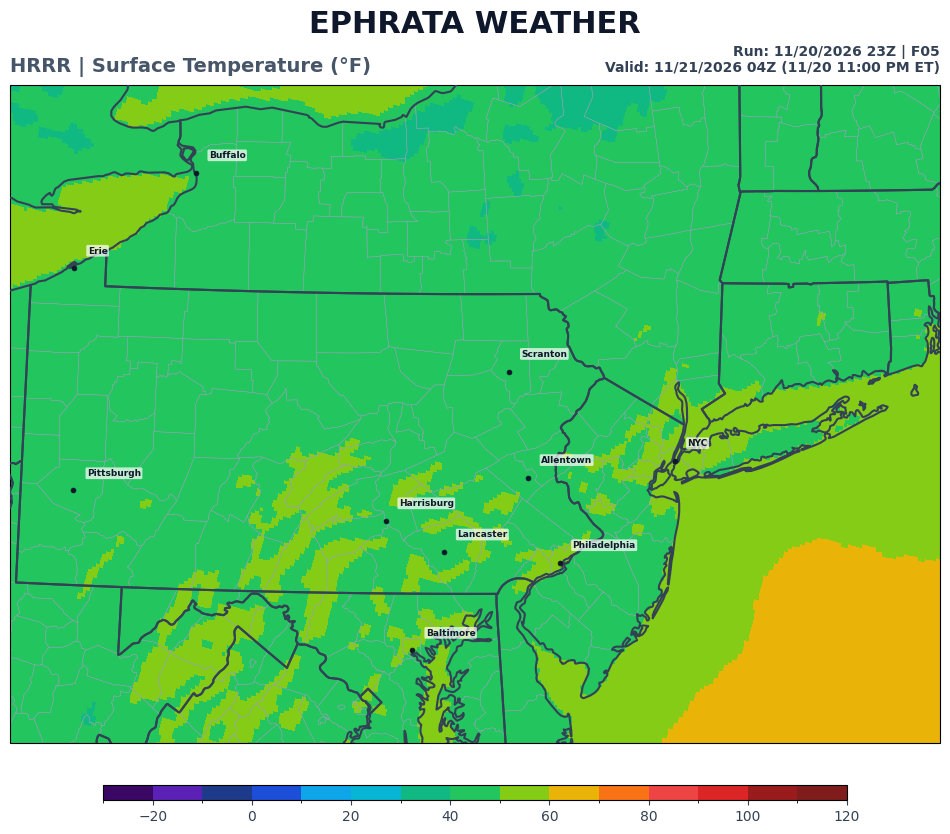 EPHRATA WEATHER
HRRR | Surface Temperature (°F)
Run: 11/20/2026 23Z | F05
Valid: 11/21/2026 04Z (11/20 11:00 PM ET)
Buffalo
Erie
Scranton
NYC
Allentown
Pittsburgh
Harrisburg
Lancaster
Philadelphia
Baltimore
−20 0 20 40 60 80 100 120